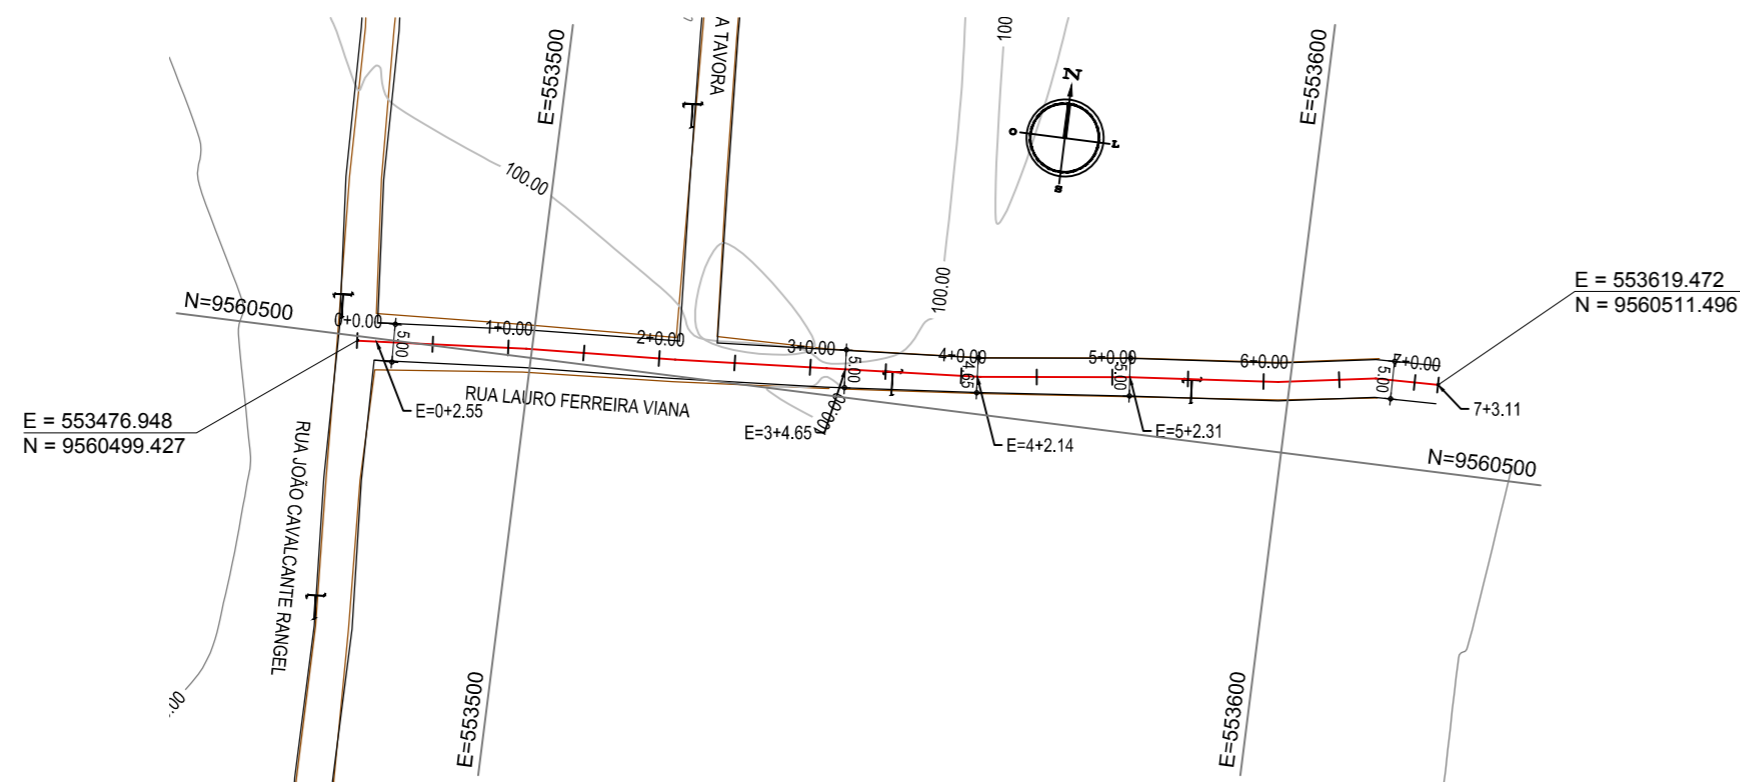 A TAVORA
100
E=553500
E=553600
N
O
L
S
100.00
100.00
E = 553619.472
N = 9560511.496
N=9560500
0+0.00
1+0.00
2+0.00
3+0.00
4+0.00
5+0.00
6+0.00
7+0.00
5.00
5.00
4.65
5.00
5.00
RUA LAURO FERREIRA VIANA
E=0+2.55
E=3+4.65
E=4+2.14
E=5+2.31
7+3.11
E = 553476.948
N = 9560499.427
RUA JOÃO CAVALCANTE RANGEL
100.00
N=9560500
E=553500
E=553600
.00